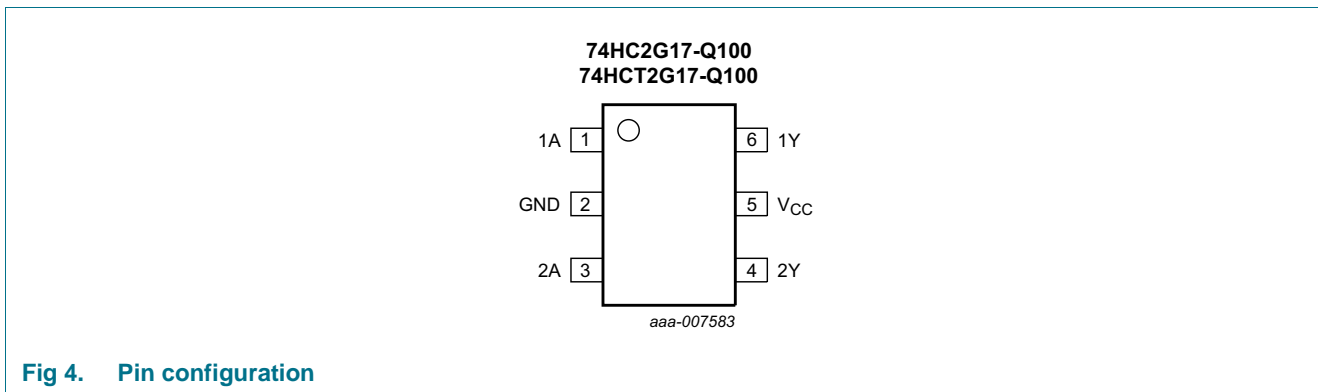 74HC2G17-Q100
74HCT2G17-Q100
1A 1 6 1Y
GND 2 5 VCC
2A 3 4 2Y
aaa-007583
Fig 4. Pin configuration